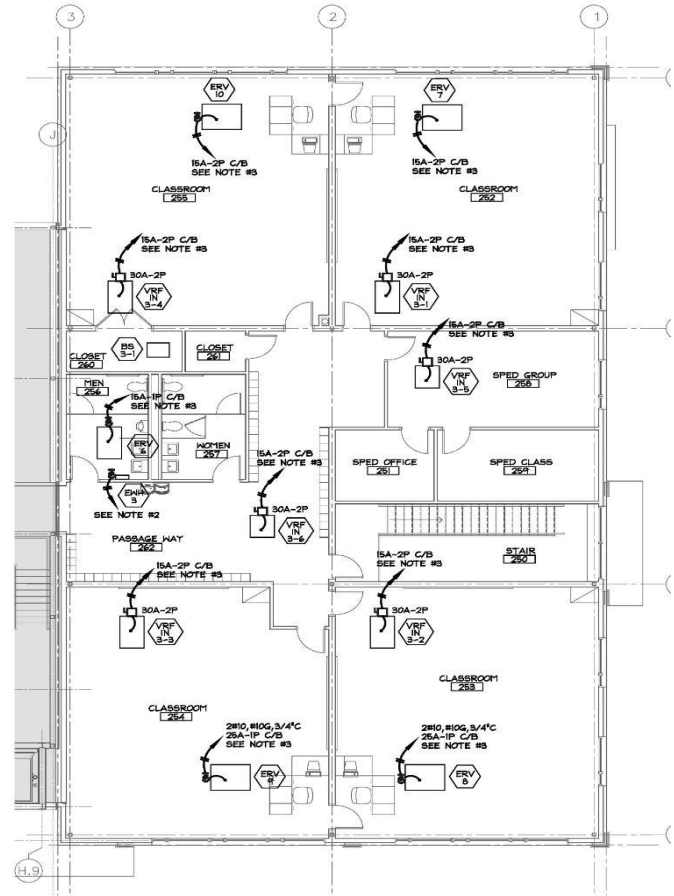 3
2
1
ERV
10
ERV
7
J
15A-2P C/B
SEE NOTE #3
15A-2P C/B
SEE NOTE #3
CLASSROOM
255
CLASSROOM
252
15A-2P C/B
SEE NOTE #3
15A-2P C/B
SEE NOTE #3
30A-2P
VRF
IN
3-4
30A-2P
VRF
IN
3-1
15A-2P C/B
SEE NOTE #3
BS
3-1
CLOSET
260
CLOSET
261
30A-2P
VRF
IN
3-5
SPED GROUP
258
MEN
256
15A-1P C/B
SEE NOTE #3
ERV
6
WOMEN
257
15A-2P C/B
SEE NOTE #3
SPED OFFICE
251
SPED CLASS
259
EWH
3
SEE NOTE #2
30A-2P
VRF
IN
3-6
PASSAGE WAY
262
STAIR
250
15A-2P C/B
SEE NOTE #3
15A-2P C/B
SEE NOTE #3
30A-2P
VRF
IN
3-3
30A-2P
VRF
IN
3-2
CLASSROOM
253
CLASSROOM
254
2#10,#10G,3/4"C
25A-1P C/B
SEE NOTE #3
2#10,#10G,3/4"C
25A-1P C/B
SEE NOTE #3
ERV
9
ERV
8
H.9